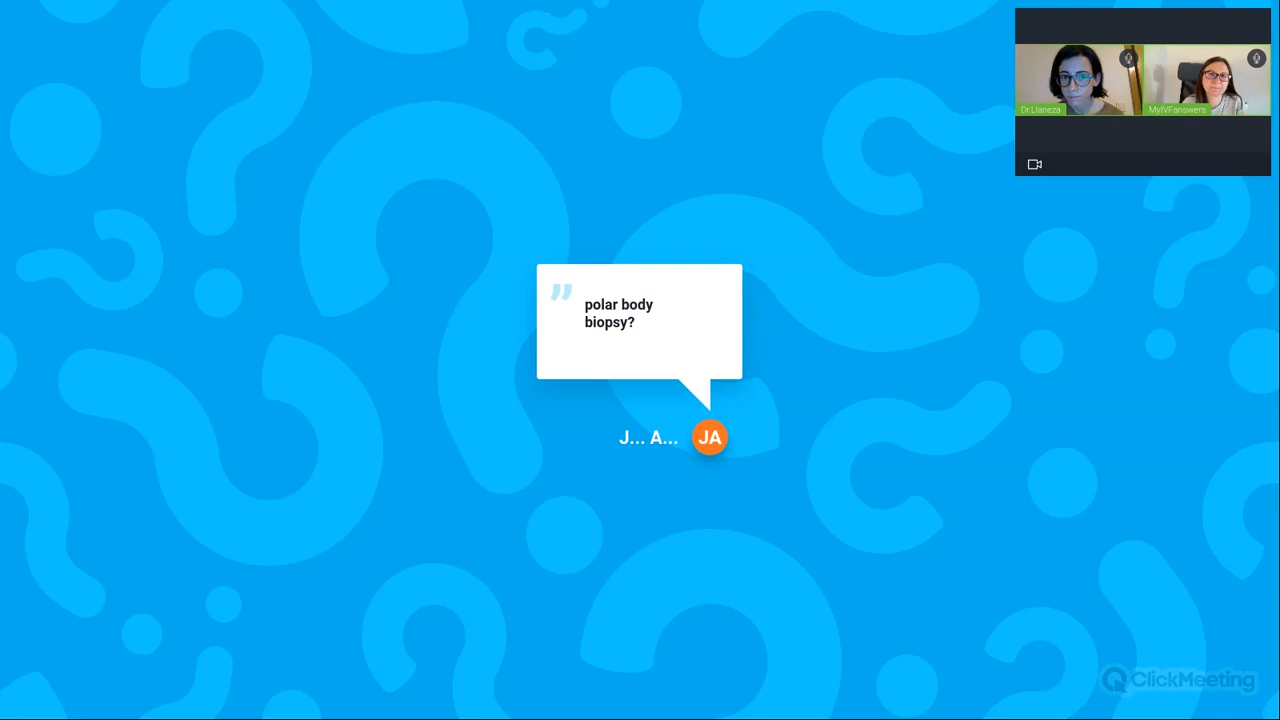 Dr.Llaneza
MyIVFanswers
polar body
biopsy?
J... A...
JA
ClickMeeting